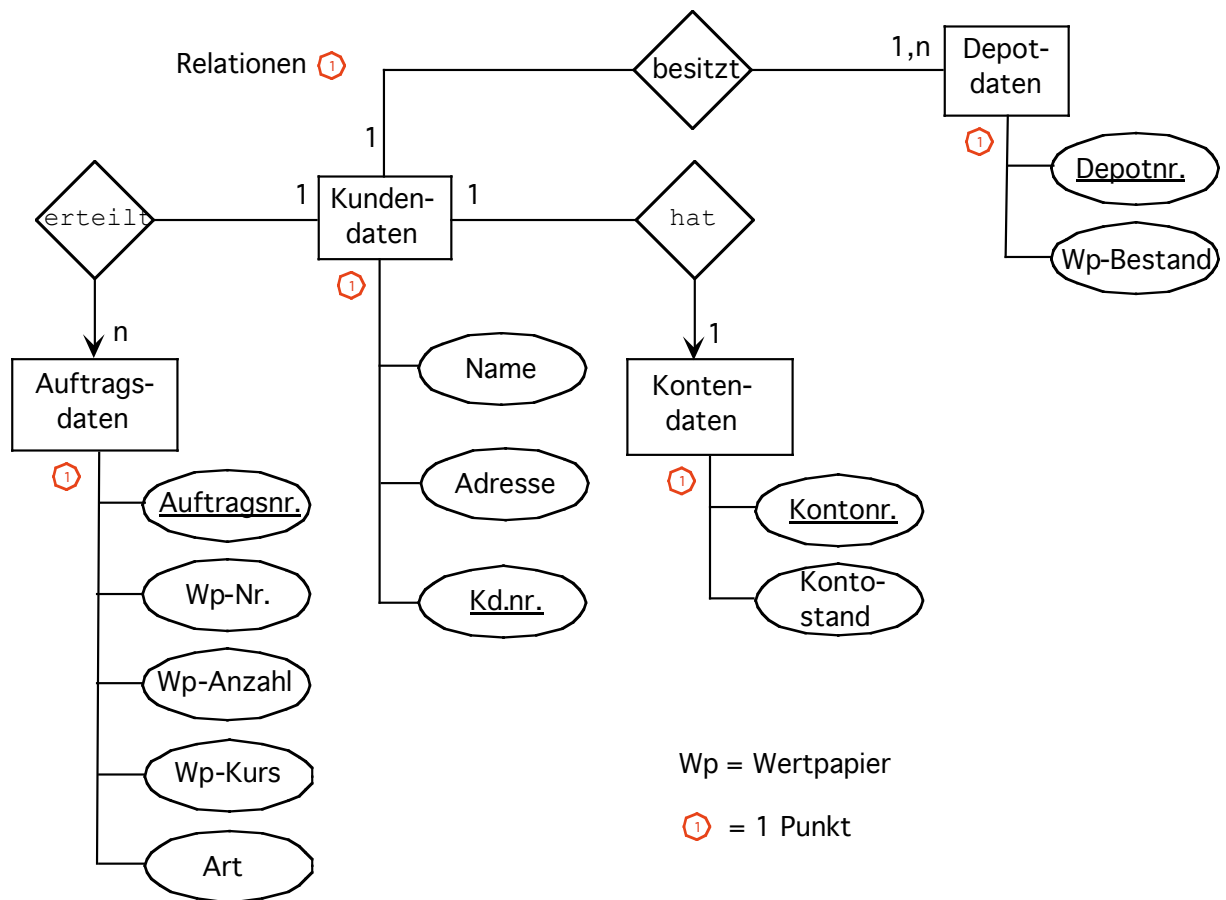 Relationen 1
besitzt
1,n
Depot-
daten
1
1
Depotnr.
Wp-Bestand
erteilt
1
Kunden-
daten
1
hat
1
n
1
Auftrags-
daten
Name
Konten-
daten
1
Adresse
1
Auftragsnr.
Kontonr.
Wp-Nr.
Kd.nr.
Konto-
stand
Wp-Anzahl
Wp-Kurs
Wp = Wertpapier
1 = 1 Punkt
Art